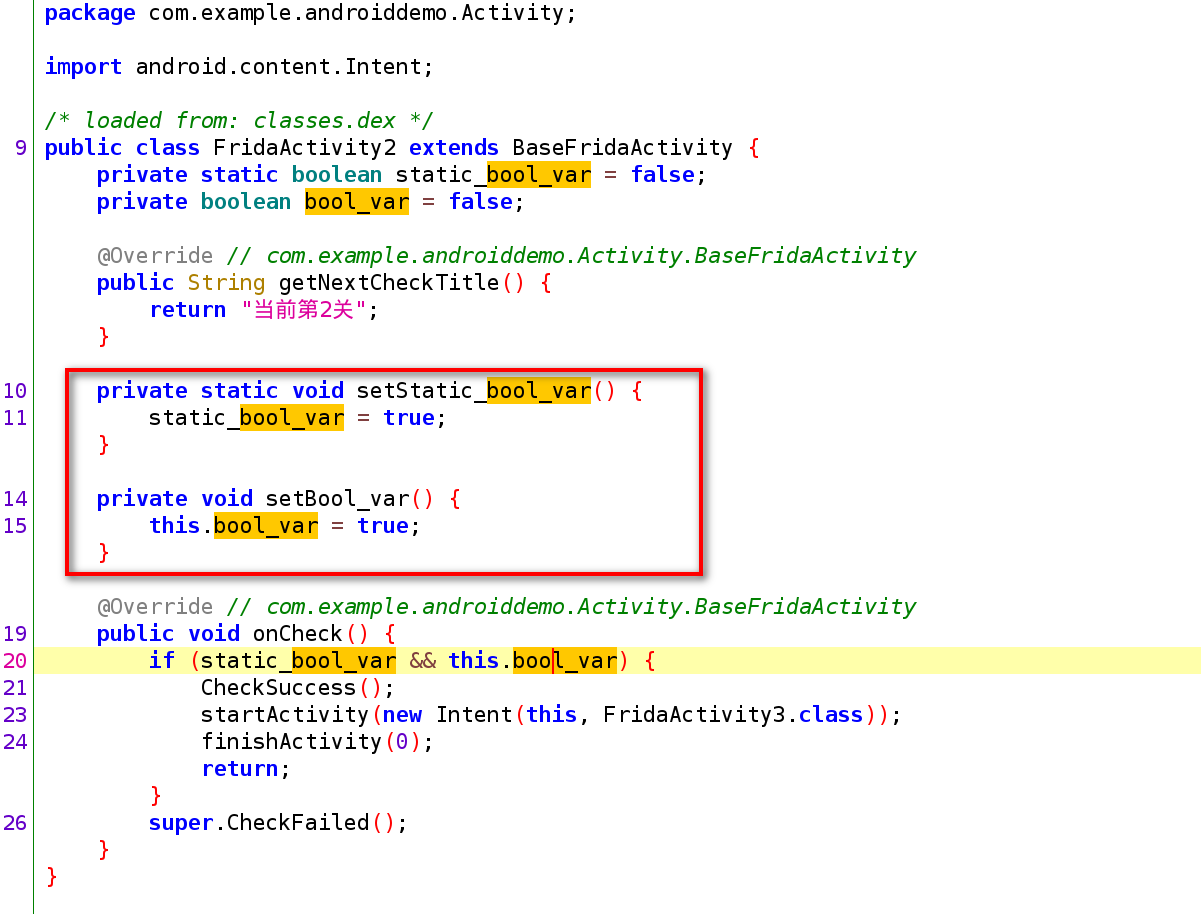 package com.example.androiddemo.Activity;
import android.content.Intent;
/* loaded from: classes.dex */
9 public class FridaActivity2 extends BaseFridaActivity {
private static boolean static_bool_var = false;
private boolean bool_var = false;
@Override // com.example.androiddemo.Activity.BaseFridaActivity
public String getNextCheckTitle() {
return "当前第2关";
}
10 private static void setStatic_bool_var() {
11 static_bool_var = true;
}
14 private void setBool_var() {
15 this.bool_var = true;
}
@Override // com.example.androiddemo.Activity.BaseFridaActivity
19 public void onCheck() {
20 if (static_bool_var && this.bool_var) {
21 CheckSuccess();
23 startActivity(new Intent(this, FridaActivity3.class));
24 finishActivity(0);
return;
}
26 super.CheckFailed();
}
}